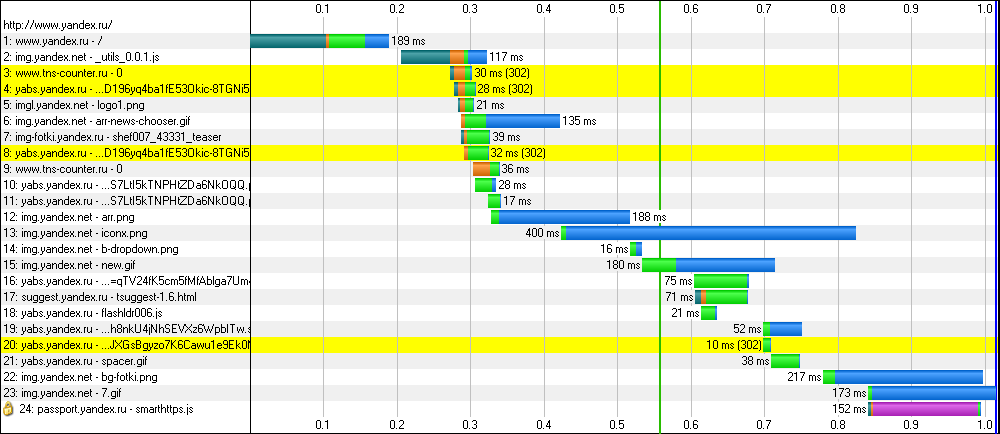 0.1 0.2 0.3 0.4 0.5 0.6 0.7 0.8 0.9 1.0
http://www.yandex.ru/
1: www.yandex.ru - / 189 ms
2: img.yandex.net - _utils_0.0.1.js 117 ms
3: www.tns-counter.ru - 0 30 ms (302)
4: yabs.yandex.ru - ...D196yq4ba1fE53Okic-8TGNi5 28 ms (302)
5: imgl.yandex.net - logo1.png 21 ms
6: img.yandex.net - arr-news-chooser.gif 135 ms
7: img-fotki.yandex.ru - shef007_43331_teaser 39 ms
8: yabs.yandex.ru - ...D196yq4ba1fE53Okic-8TGNi5 32 ms (302)
9: www.tns-counter.ru - 0 36 ms
10: yabs.yandex.ru - ...S7LtI5kTNPHtZDa6NkOQQ.p 28 ms
11: yabs.yandex.ru - ...S7LtI5kTNPHtZDa6NkOQQ.p 17 ms
12: img.yandex.net - arr.png 188 ms
13: img.yandex.net - iconx.png 400 ms
14: img.yandex.net - b-dropdown.png 16 ms
15: img.yandex.net - new.gif 180 ms
16: yabs.yandex.ru - ...=qTV24fK5cm5fMfAblga7Um 75 ms
17: suggest.yandex.ru - tsuggest-1.6.html 71 ms
18: yabs.yandex.ru - flashldr006.js 21 ms
19: yabs.yandex.ru - ...h8nkU4jNhSEVXz6WpbITw.s 52 ms
20: yabs.yandex.ru - ...JXGsBgyzo7K6Cawu1e9Ek0N 10 ms (302)
21: yabs.yandex.ru - spacer.gif 38 ms
22: img.yandex.net - bg-fotki.png 217 ms
23: img.yandex.net - 7.gif 173 ms
24: passport.yandex.ru - smarthttps.js 152 ms
0.1 0.2 0.3 0.4 0.5 0.6 0.7 0.8 0.9 1.0